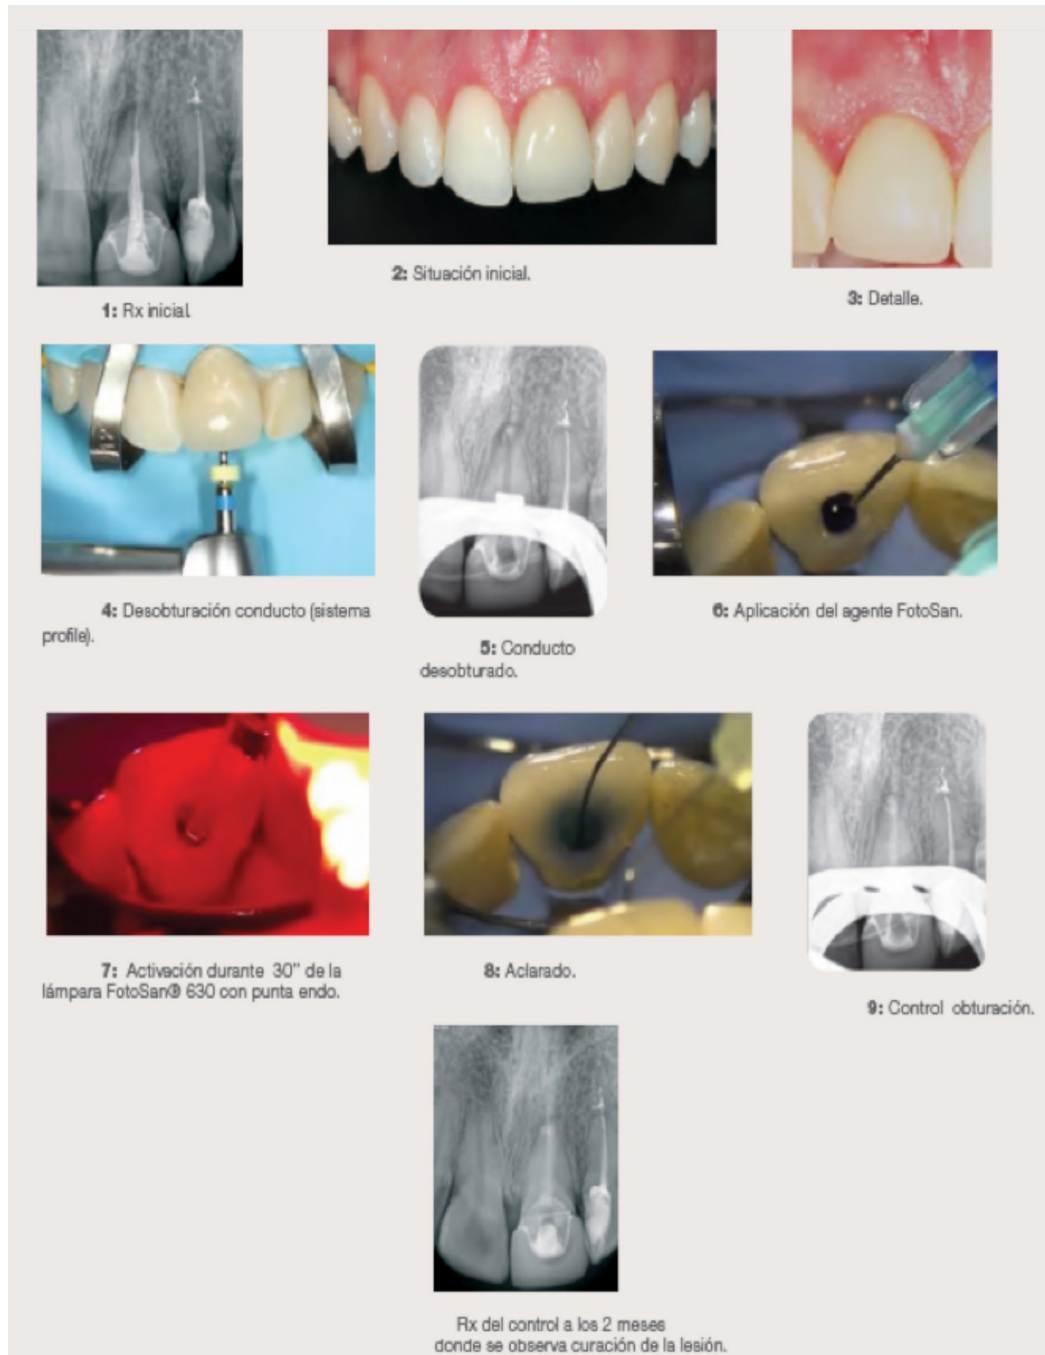 1: Rx inicial.
2: Situación inicial.
3: Detalle.
4: Desobturación conducto (sistema
profile).
5: Conducto
desobturado.
6: Aplicación del agente FotoSan.
7: Activación durante 30" de la
lámpara FotoSan® 630 con punta endo.
8: Aclarado.
9: Control obturación.
Rx del control a los 2 meses
donde se observa curación de la lesión.